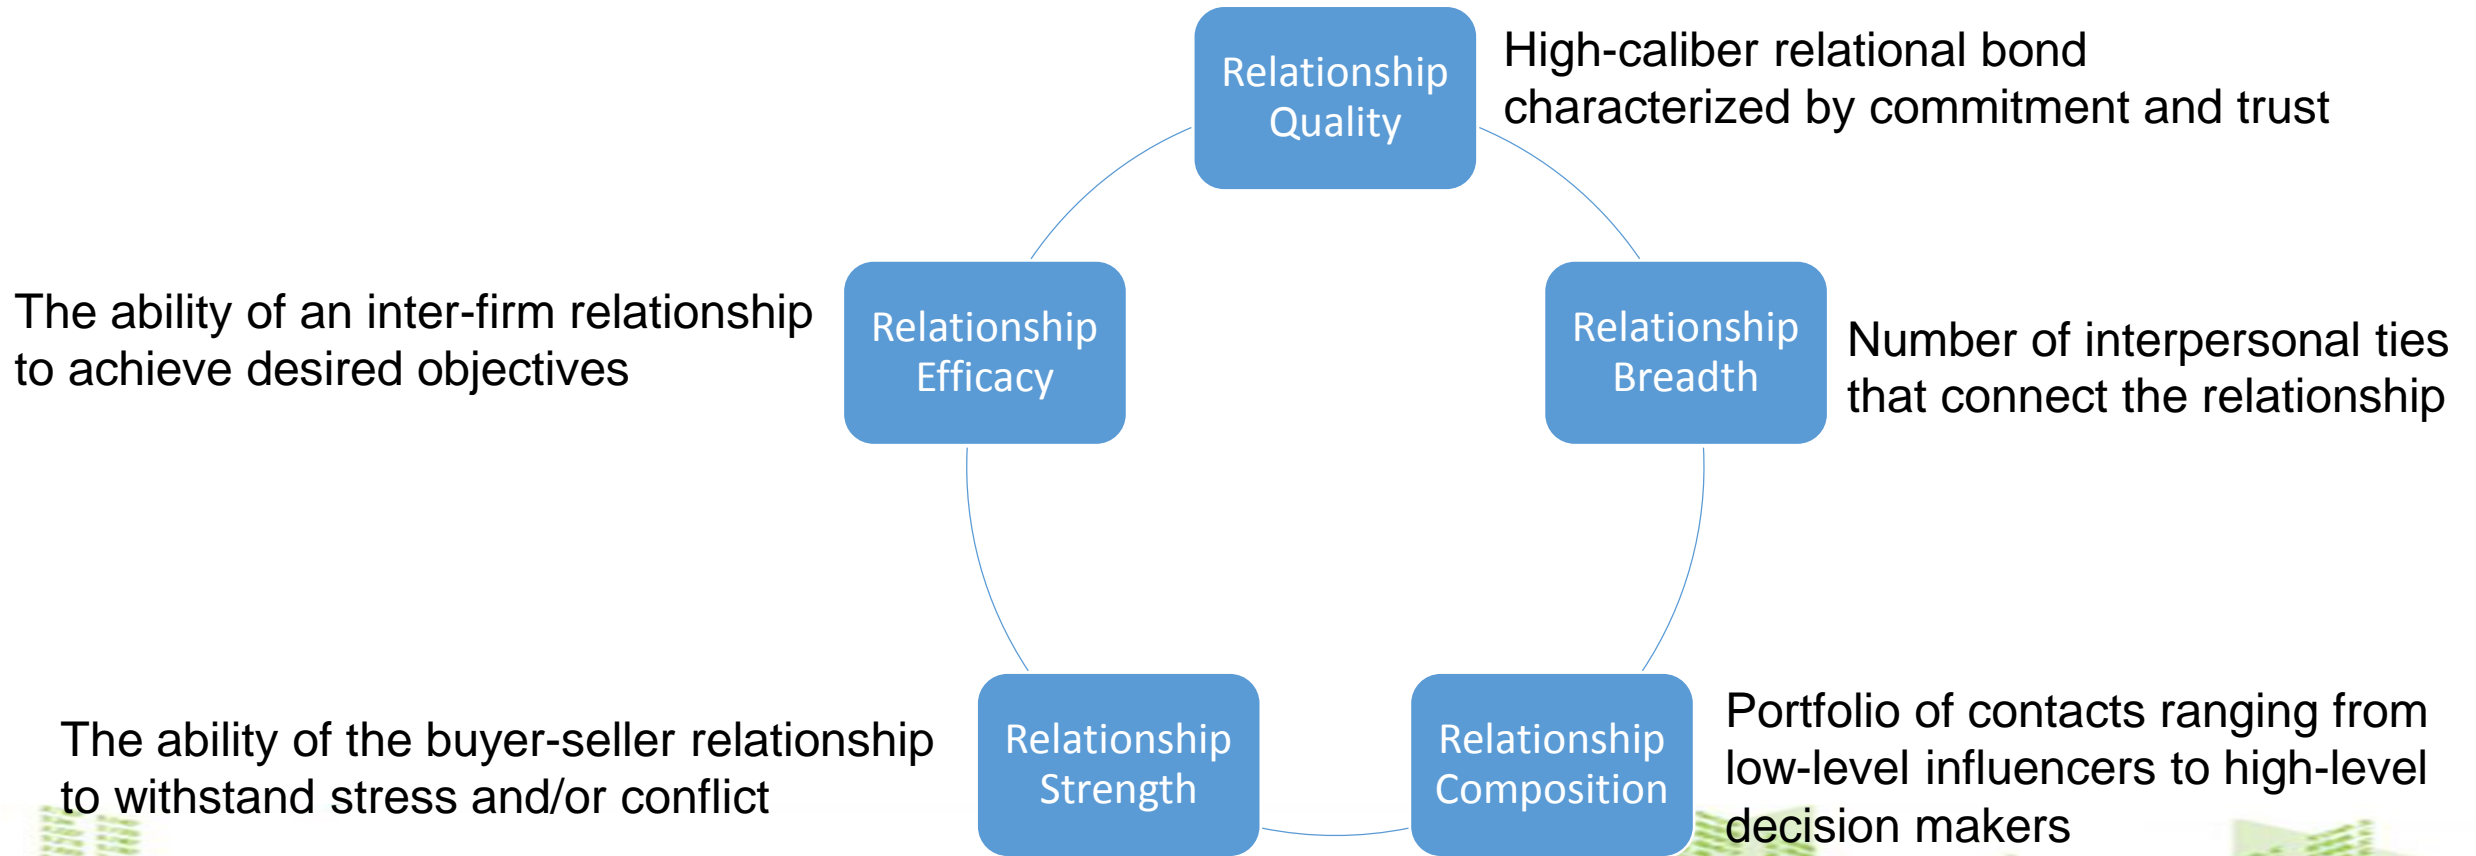 Relationship
Quality
High-caliber relational bond
characterized by commitment and trust
Relationship
Breadth
Number of interpersonal ties
that connect the relationship
Relationship
Composition
Portfolio of contacts ranging from
low-level influencers to high-level
decision makers
Relationship
Strength
The ability of the buyer-seller relationship
to withstand stress and/or conflict
Relationship
Efficacy
The ability of an inter-firm relationship
to achieve desired objectives